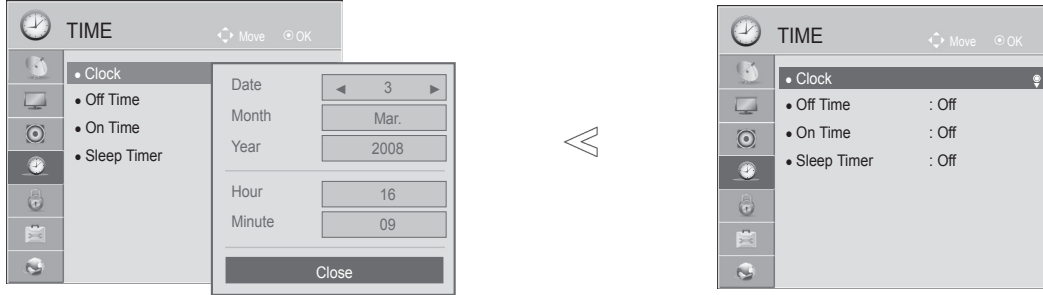 TIME
Move OK
• Clock
• Off Time
• On Time
• Sleep Timer
Date ◄ 3 ►
Month Mar.
Year 2008
Hour 16
Minute 09
Close
TIME
Move OK
• Clock
• Off Time : Off
• On Time : Off
• Sleep Timer : Off